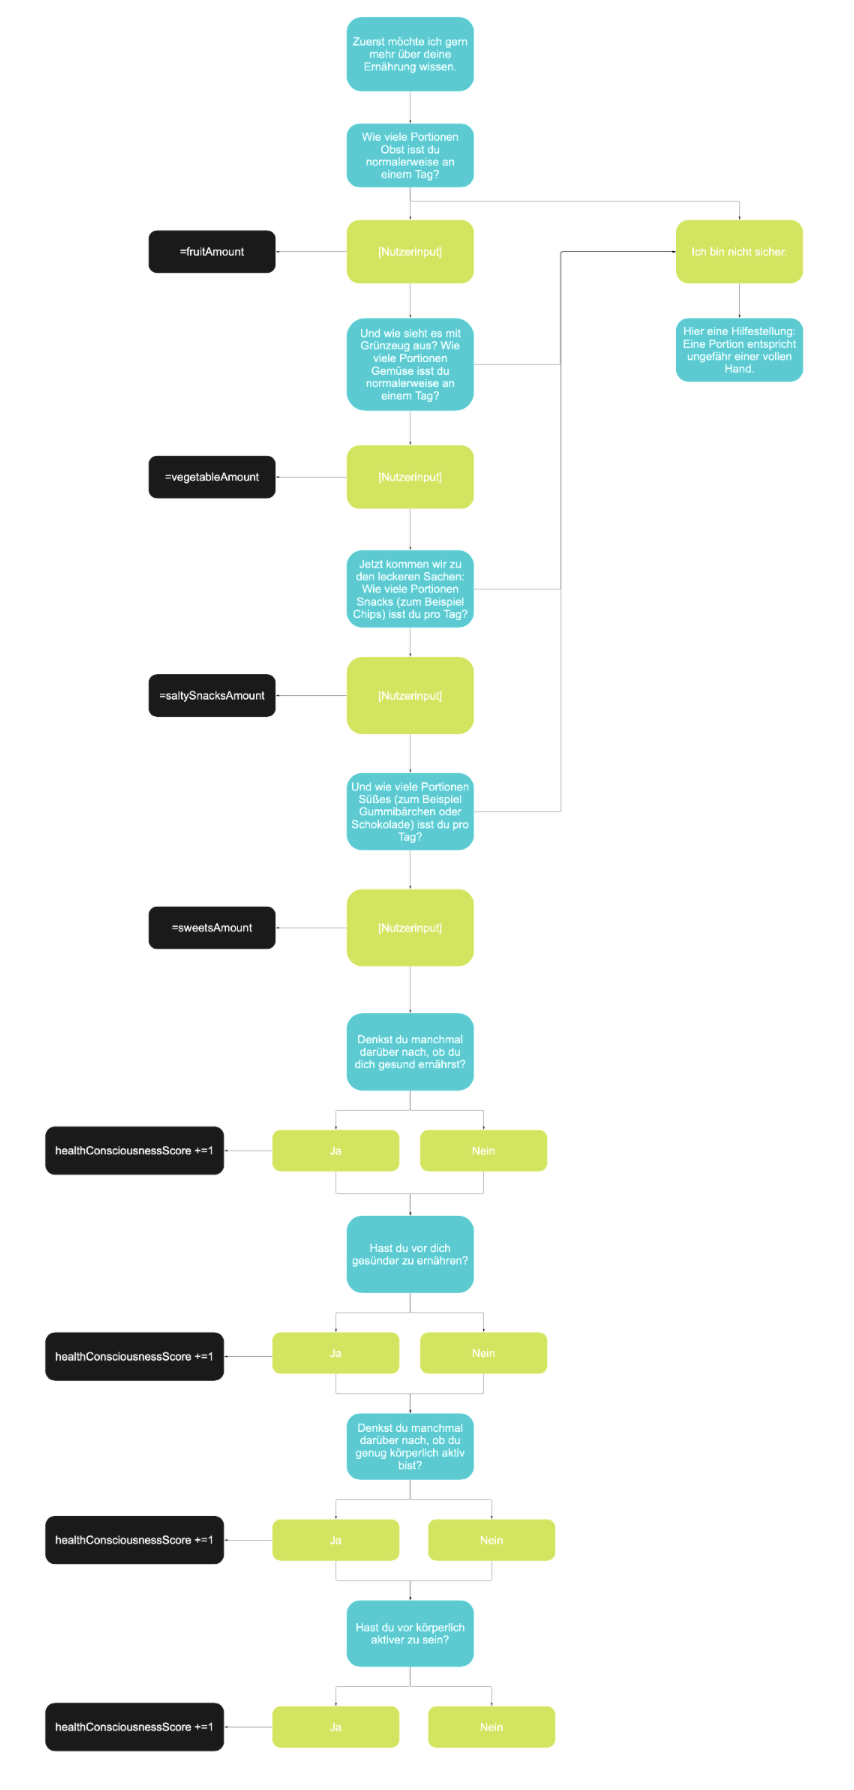 Zuerst möchte ich gern
mehr über deine
Ernährung wissen.
Wie viele Portionen
Obst isst du
normalerweise an
einem Tag?
=fruitAmount
[Nutzerinput]
Ich bin nicht sicher.
Und wie sieht es mit
Grünzeug aus? Wie
viele Portionen
Gemüse isst du
normalerweise an
einem Tag?
Hier eine Hilfestellung:
Eine Portion entspricht
ungefähr einer vollen
Hand.
=vegetableAmount
[Nutzerinput]
Jetzt kommen wir zu
den leckeren Sachen:
Wie viele Portionen
Snacks (zum Beispiel
Chips) isst du pro Tag?
=saltySnacksAmount
[Nutzerinput]
Und wie viele Portionen
Süßes (zum Beispiel
Gummibärchen oder
Schokolade) isst du pro
Tag?
=sweetsAmount
[Nutzerinput]
Denkst du manchmal
darüber nach, ob du
dich gesund ernährst?
healthConsciousnessScore +=1
Ja
Nein
Hast du vor dich
gesünder zu ernähren?
healthConsciousnessScore +=1
Ja
Nein
Denkst du manchmal
darüber nach, ob du
genug körperlich aktiv
bist?
healthConsciousnessScore +=1
Ja
Nein
Hast du vor körperlich
aktiver zu sein?
healthConsciousnessScore +=1
Ja
Nein